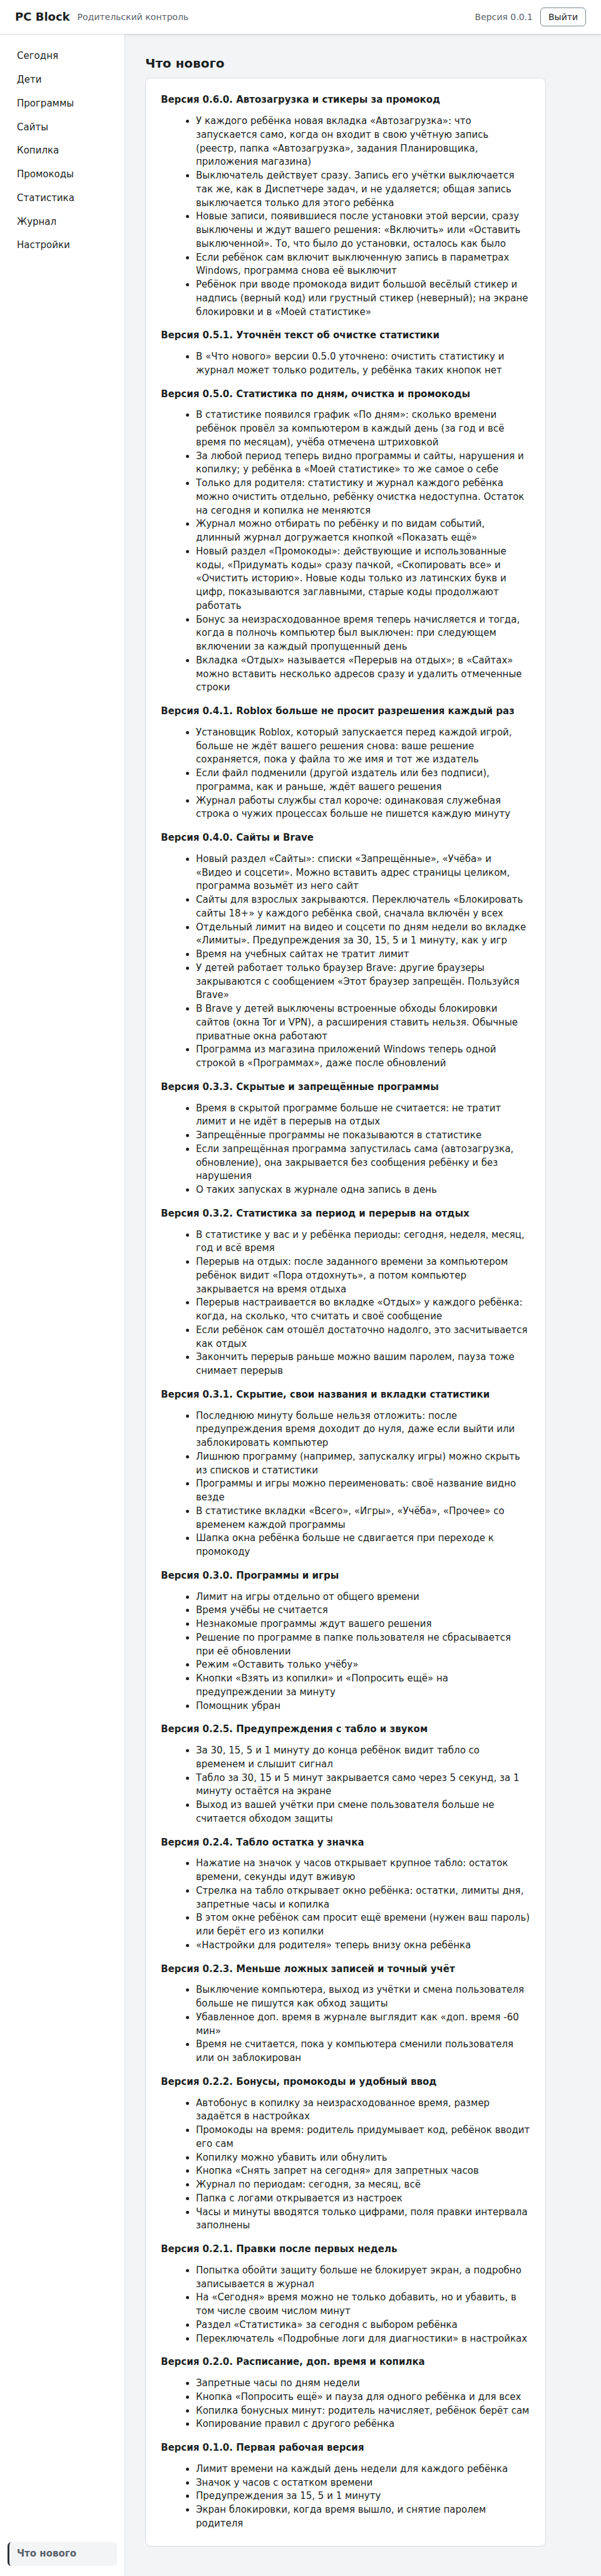 PC Block Родительский контроль Версия 0.0.1 Выйти
Сегодня
Дети
Программы
Сайты
Копилка
Промокоды
Статистика
Журнал
Настройки
Что нового
Что нового
Версия 0.6.0. Автозагрузка и стикеры за промокод
• У каждого ребёнка новая вкладка «Автозагрузка»: что
запускается само, когда он входит в свою учётную запись
(реестр, папка «Автозагрузка», задания Планировщика,
приложения магазина)
• Выключатель действует сразу. Запись его учётки выключается
так же, как в Диспетчере задач, и не удаляется; общая запись
выключается только для этого ребёнка
• Новые записи, появившиеся после установки этой версии, сразу
выключены и ждут вашего решения: «Включить» или «Оставить
выключенной». То, что было до установки, осталось как было
• Если ребёнок сам включит выключенную запись в параметрах
Windows, программа снова её выключит
• Ребёнок при вводе промокода видит большой весёлый стикер и
надпись (верный код) или грустный стикер (неверный); на экране
блокировки и в «Моей статистике»
Версия 0.5.1. Уточнён текст об очистке статистики
• В «Что нового» версии 0.5.0 уточнено: очистить статистику и
журнал может только родитель, у ребёнка таких кнопок нет
Версия 0.5.0. Статистика по дням, очистка и промокоды
• В статистике появился график «По дням»: сколько времени
ребёнок провёл за компьютером в каждый день (за год и всё
время по месяцам), учёба отмечена штриховкой
• За любой период теперь видно программы и сайты, нарушения и
копилку; у ребёнка в «Моей статистике» то же самое о себе
• Только для родителя: статистику и журнал каждого ребёнка
можно очистить отдельно, ребёнку очистка недоступна. Остаток
на сегодня и копилка не меняются
• Журнал можно отбирать по ребёнку и по видам событий,
длинный журнал догружается кнопкой «Показать ещё»
• Новый раздел «Промокоды»: действующие и использованные
коды, «Придумать коды» сразу пачкой, «Скопировать все» и
«Очистить историю». Новые коды только из латинских букв и
цифр, показываются заглавными, старые коды продолжают
работать
• Бонус за неизрасходованное время теперь начисляется и тогда,
когда в полночь компьютер был выключен: при следующем
включении за каждый пропущенный день
• Вкладка «Отдых» называется «Перерыв на отдых»; в «Сайтах»
можно вставить несколько адресов сразу и удалить отмеченные
строки
Версия 0.4.1. Roblox больше не просит разрешения каждый раз
• Установщик Roblox, который запускается перед каждой игрой,
больше не ждёт вашего решения снова: ваше решение
сохраняется, пока у файла то же имя и тот же издатель
• Если файл подменили (другой издатель или без подписи),
программа, как и раньше, ждёт вашего решения
• Журнал работы службы стал короче: одинаковая служебная
строка о чужих процессах больше не пишется каждую минуту
Версия 0.4.0. Сайты и Brave
• Новый раздел «Сайты»: списки «Запрещённые», «Учёба» и
«Видео и соцсети». Можно вставить адрес страницы целиком,
программа возьмёт из него сайт
• Сайты для взрослых закрываются. Переключатель «Блокировать
сайты 18+» у каждого ребёнка свой, сначала включён у всех
• Отдельный лимит на видео и соцсети по дням недели во вкладке
«Лимиты». Предупреждения за 30, 15, 5 и 1 минуту, как у игр
• Время на учебных сайтах не тратит лимит
• У детей работает только браузер Brave: другие браузеры
закрываются с сообщением «Этот браузер запрещён. Пользуйся
Brave»
• В Brave у детей выключены встроенные обходы блокировки
сайтов (окна Tor и VPN), а расширения ставить нельзя. Обычные
приватные окна работают
• Программа из магазина приложений Windows теперь одной
строкой в «Программах», даже после обновлений
Версия 0.3.3. Скрытые и запрещённые программы
• Время в скрытой программе больше не считается: не тратит
лимит и не идёт в перерыв на отдых
• Запрещённые программы не показываются в статистике
• Если запрещённая программа запустилась сама (автозагрузка,
обновление), она закрывается без сообщения ребёнку и без
нарушения
• О таких запусках в журнале одна запись в день
Версия 0.3.2. Статистика за период и перерыв на отдых
• В статистике у вас и у ребёнка периоды: сегодня, неделя, месяц,
год и всё время
• Перерыв на отдых: после заданного времени за компьютером
ребёнок видит «Пора отдохнуть», а потом компьютер
закрывается на время отдыха
• Перерыв настраивается во вкладке «Отдых» у каждого ребёнка:
когда, на сколько, что считать и своё сообщение
• Если ребёнок сам отошёл достаточно надолго, это засчитывается
как отдых
• Закончить перерыв раньше можно вашим паролем, пауза тоже
снимает перерыв
Версия 0.3.1. Скрытие, свои названия и вкладки статистики
• Последнюю минуту больше нельзя отложить: после
предупреждения время доходит до нуля, даже если выйти или
заблокировать компьютер
• Лишнюю программу (например, запускалку игры) можно скрыть
из списков и статистики
• Программы и игры можно переименовать: своё название видно
везде
• В статистике вкладки «Всего», «Игры», «Учёба», «Прочее» со
временем каждой программы
• Шапка окна ребёнка больше не сдвигается при переходе к
промокоду
Версия 0.3.0. Программы и игры
• Лимит на игры отдельно от общего времени
• Время учёбы не считается
• Незнакомые программы ждут вашего решения
• Решение по программе в папке пользователя не сбрасывается
при её обновлении
• Режим «Оставить только учёбу»
• Кнопки «Взять из копилки» и «Попросить ещё» на
предупреждении за минуту
• Помощник убран
Версия 0.2.5. Предупреждения с табло и звуком
• За 30, 15, 5 и 1 минуту до конца ребёнок видит табло со
временем и слышит сигнал
• Табло за 30, 15 и 5 минут закрывается само через 5 секунд, за 1
минуту остаётся на экране
• Выход из вашей учётки при смене пользователя больше не
считается обходом защиты
Версия 0.2.4. Табло остатка у значка
• Нажатие на значок у часов открывает крупное табло: остаток
времени, секунды идут вживую
• Стрелка на табло открывает окно ребёнка: остатки, лимиты дня,
запретные часы и копилка
• В этом окне ребёнок сам просит ещё времени (нужен ваш пароль)
или берёт его из копилки
• «Настройки для родителя» теперь внизу окна ребёнка
Версия 0.2.3. Меньше ложных записей и точный учёт
• Выключение компьютера, выход из учётки и смена пользователя
больше не пишутся как обход защиты
• Убавленное доп. время в журнале выглядит как «доп. время -60
мин»
• Время не считается, пока у компьютера сменили пользователя
или он заблокирован
Версия 0.2.2. Бонусы, промокоды и удобный ввод
• Автобонус в копилку за неизрасходованное время, размер
задаётся в настройках
• Промокоды на время: родитель придумывает код, ребёнок вводит
его сам
• Копилку можно убавить или обнулить
• Кнопка «Снять запрет на сегодня» для запретных часов
• Журнал по периодам: сегодня, за месяц, всё
• Папка с логами открывается из настроек
• Часы и минуты вводятся только цифрами, поля правки интервала
заполнены
Версия 0.2.1. Правки после первых недель
• Попытка обойти защиту больше не блокирует экран, а подробно
записывается в журнал
• На «Сегодня» время можно не только добавить, но и убавить, в
том числе своим числом минут
• Раздел «Статистика» за сегодня с выбором ребёнка
• Переключатель «Подробные логи для диагностики» в настройках
Версия 0.2.0. Расписание, доп. время и копилка
• Запретные часы по дням недели
• Кнопка «Попросить ещё» и пауза для одного ребёнка и для всех
• Копилка бонусных минут: родитель начисляет, ребёнок берёт сам
• Копирование правил с другого ребёнка
Версия 0.1.0. Первая рабочая версия
• Лимит времени на каждый день недели для каждого ребёнка
• Значок у часов с остатком времени
• Предупреждения за 15, 5 и 1 минуту
• Экран блокировки, когда время вышло, и снятие паролем
родителя